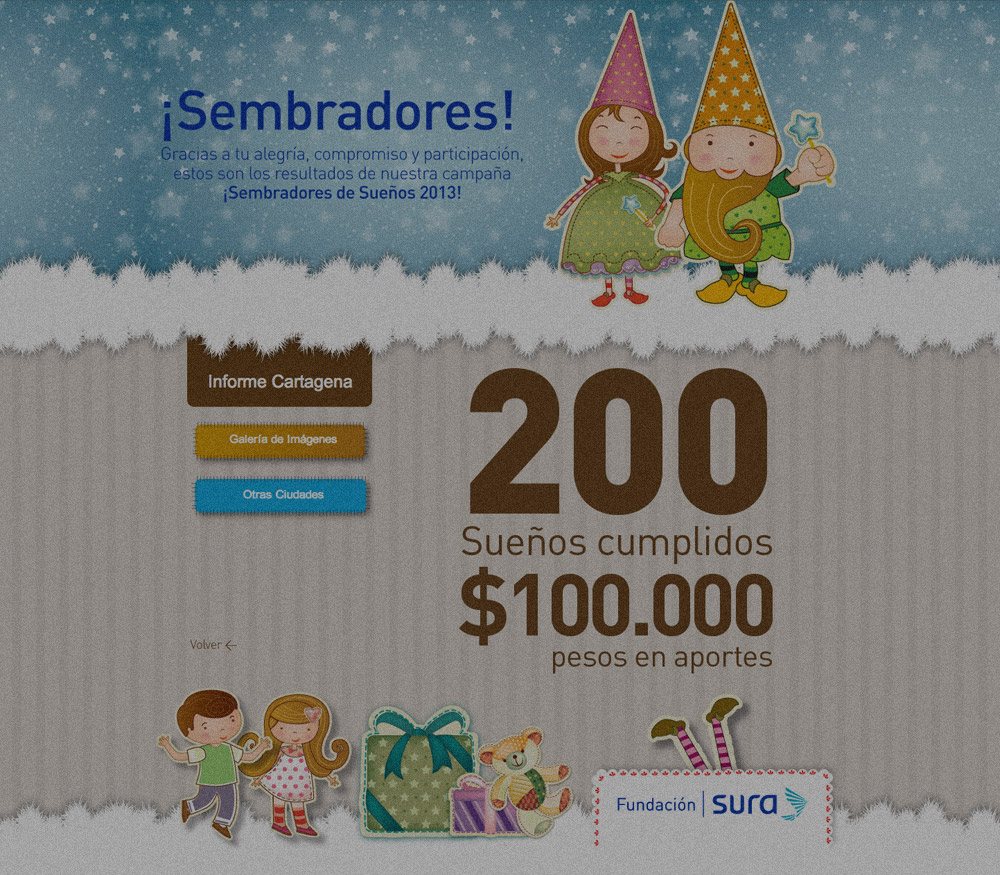 ¡Sembradores!
Gracias a tu alegría, compromiso y participación,
estos son los resultados de nuestra campaña
¡Sembradores de Sueños 2013!
Informe Cartagena
Galería de Imágenes
Otras Ciudades
200
Sueños cumplidos
$100.000
pesos en aportes
Volver ←
Fundación sura